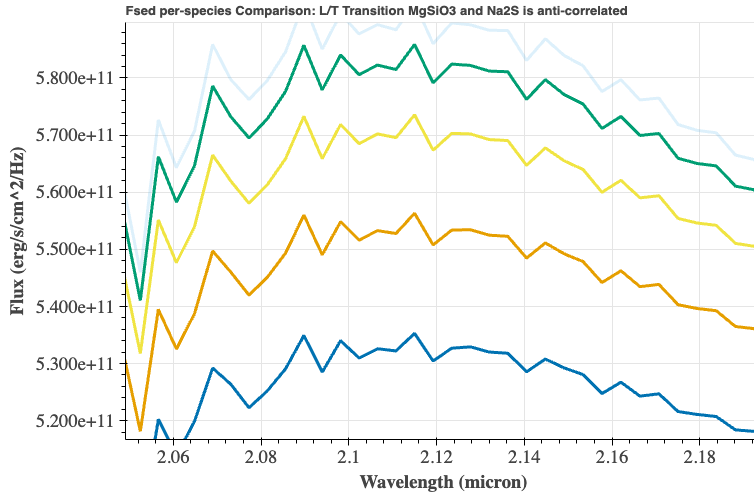 Fsed per-species Comparison: L/T Transition MgSiO3 and Na2S is anti-correlated
Flux (erg/s/cm^2/Hz)
5.800e+11
5.700e+11
5.600e+11
5.500e+11
5.400e+11
5.300e+11
5.200e+11
2.06 2.08 2.1 2.12 2.14 2.16 2.18
Wavelength (micron)